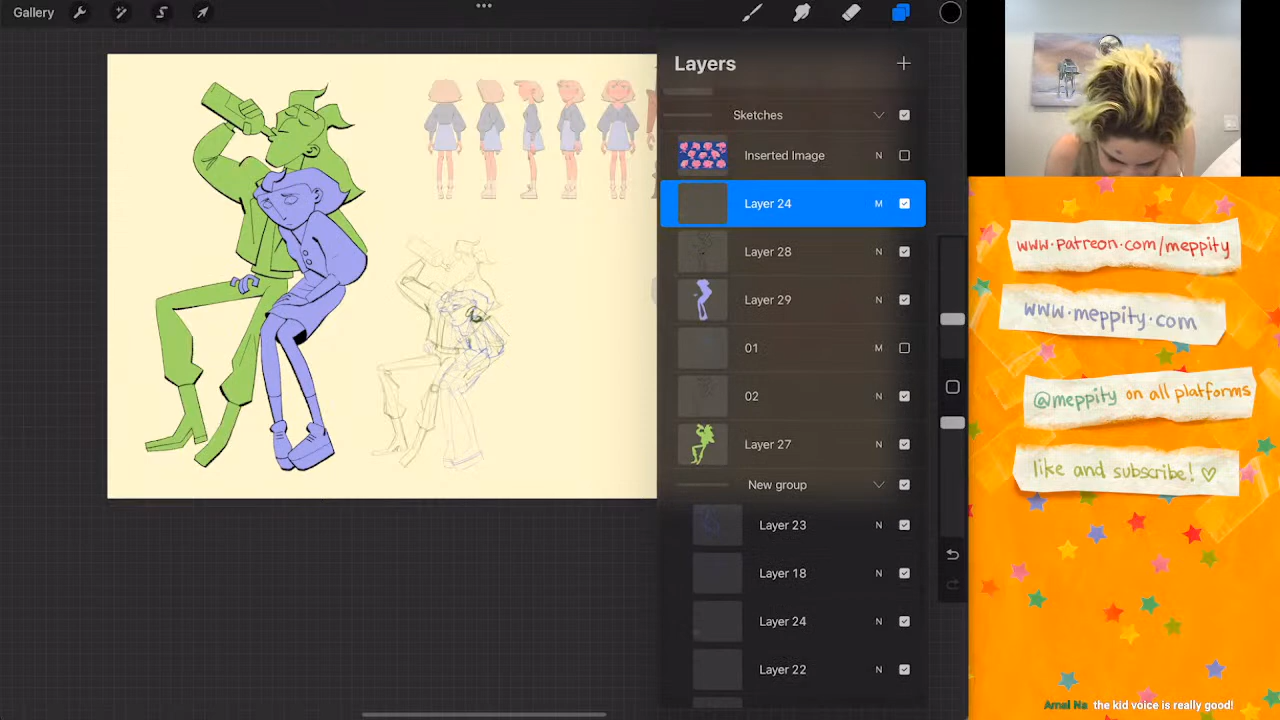 Gallery
Layers
Sketches
Inserted Image N
Layer 24 M
Layer 28 N
Layer 29 N
01 M
02 N
Layer 27 N
New group
Layer 23 N
Layer 18 N
Layer 24 N
Layer 22 N
www.patreon.com/meppity
www.meppity.com
@meppity on all platforms
like and subscribe! ♡
Amal Na the kid voice is really good!